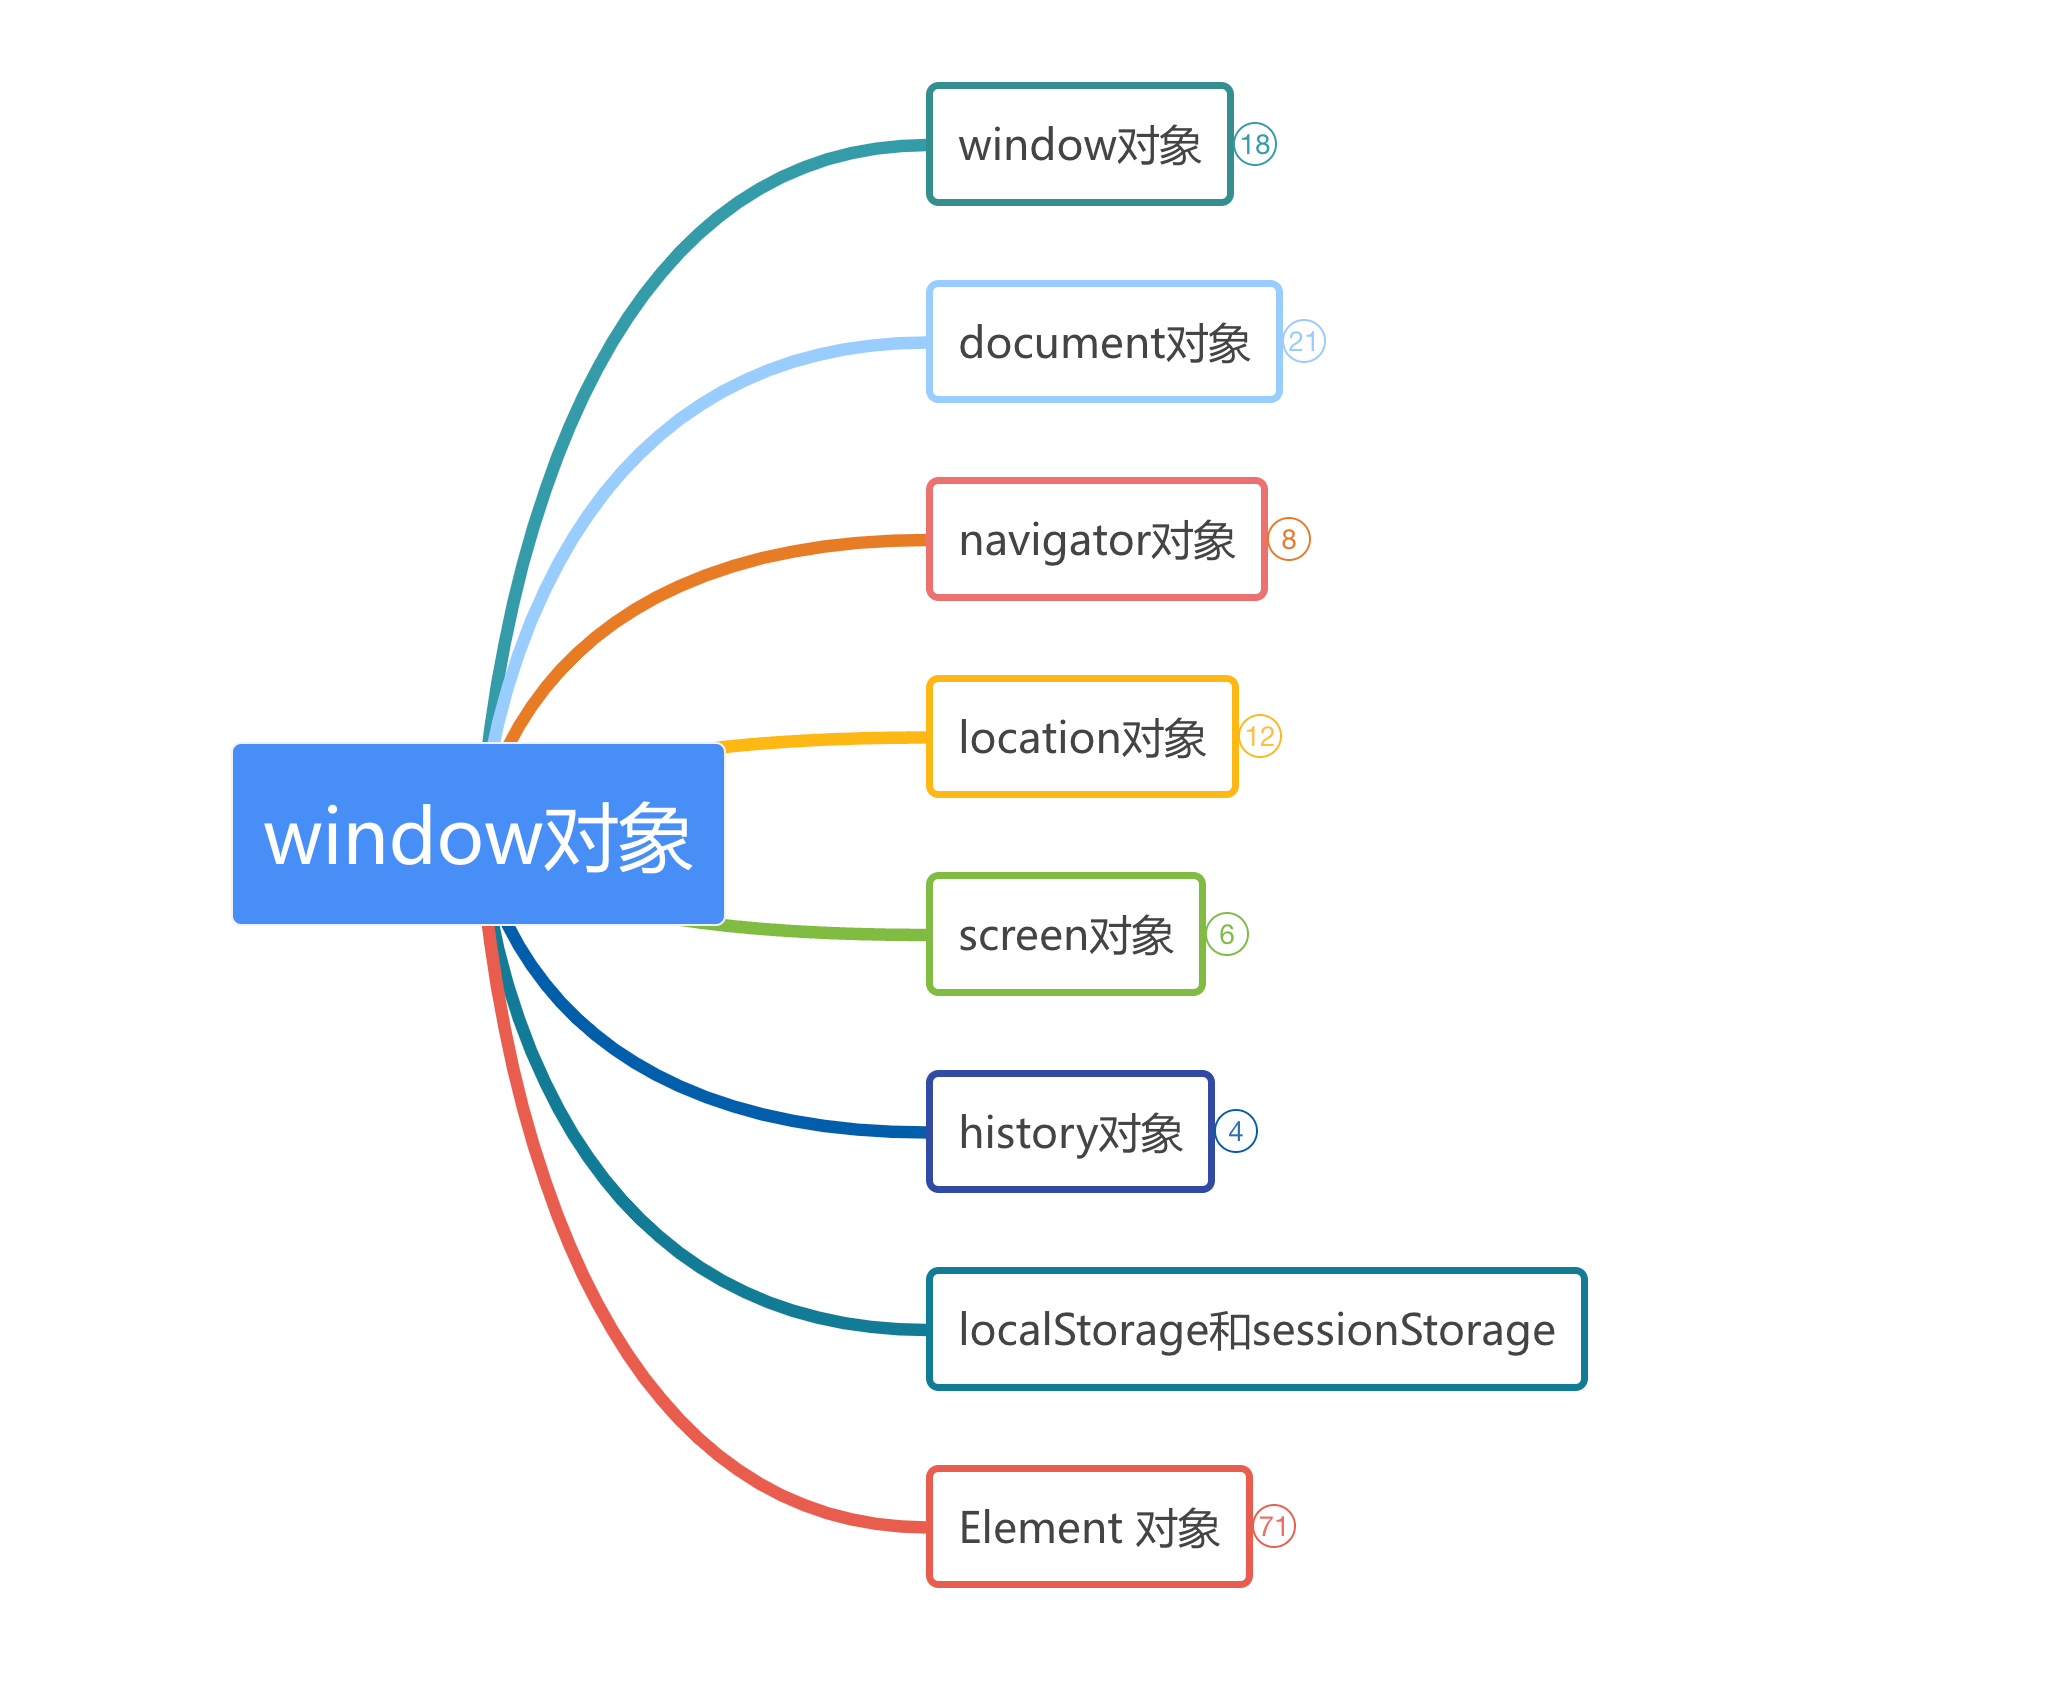 window对象
18
document对象
21
navigator对象
8
location对象
12
window对象
screen对象
6
history对象
4
localStorage和sessionStorage
Element 对象
71